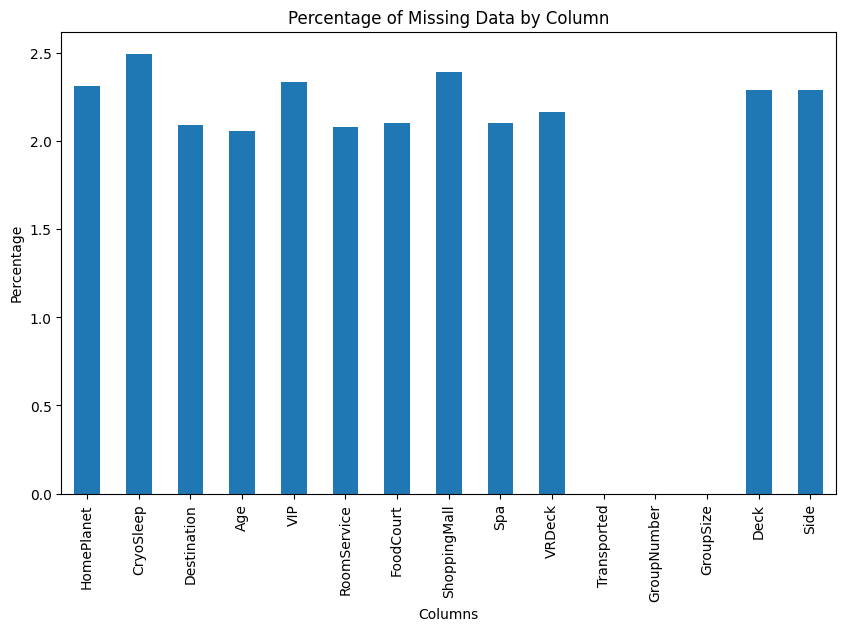 Percentage of Missing Data by Column
Percentage
2.5
2.0
1.5
1.0
0.5
0.0
HomePlanet
CryoSleep
Destination
Age
VIP
RoomService
FoodCourt
ShoppingMall
Spa
VRDeck
Transported
GroupNumber
GroupSize
Deck
Side
Columns